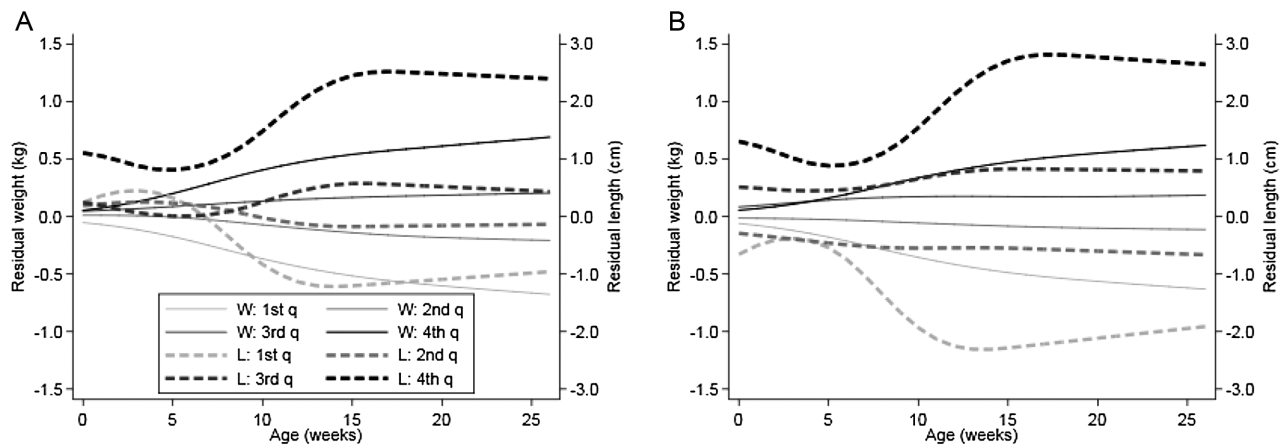 A
B
Residual weight (kg)
1.5
1.0
0.5
0.0
-0.5
-1.0
-1.5
3.0
2.0
1.0
0.0
-1.0
-2.0
-3.0
Residual length (cm)
W: 1st q W: 2nd q
W: 3rd q W: 4th q
L: 1st q L: 2nd q
L: 3rd q L: 4th q
0 5 10 15 20 25
Age (weeks)
Residual weight (kg)
1.5
1.0
0.5
0.0
-0.5
-1.0
-1.5
3.0
2.0
1.0
0.0
-1.0
-2.0
-3.0
Residual length (cm)
0 5 10 15 20 25
Age (weeks)